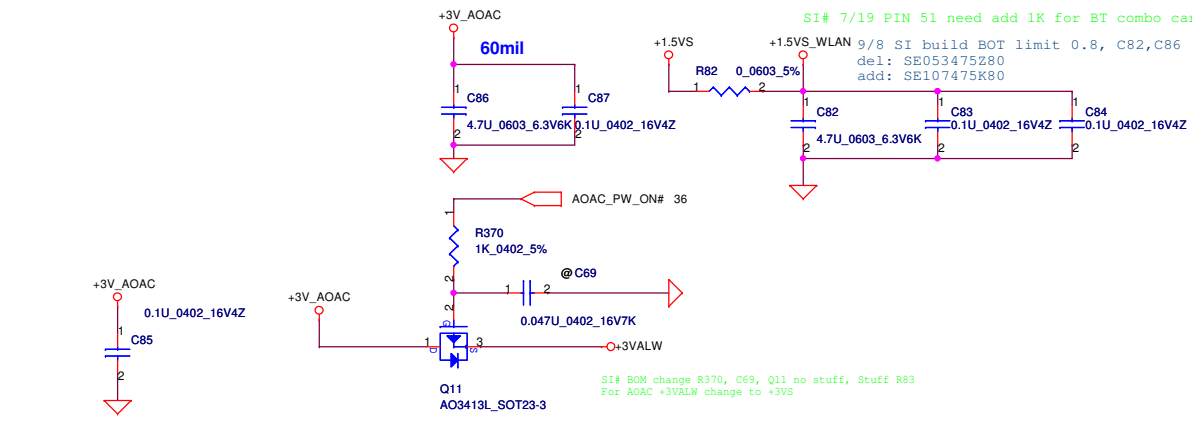 SI# 7/19 PIN 51 need add 1K for BT combo car
+3V_AOAC
60mil
+1.5VS
+1.5VS_WLAN
9/8 SI build BOT limit 0.8, C82,C86
del: SE053475Z80
add: SE107475K80
R82
0_0603_5%
1
2
1
C86
4.7U_0603_6.3V6K
2
1
C87
0.1U_0402_16V4Z
2
1
C82
4.7U_0603_6.3V6K
2
1
C83
0.1U_0402_16V4Z
2
1
C84
0.1U_0402_16V4Z
2
AOAC_PW_ON# 36
1
R370
1K_0402_5%
2
@
C69
1
2
0.047U_0402_16V7K
+3V_AOAC
0.1U_0402_16V4Z
1
C85
2
+3V_AOAC
2
G
1
D
S
3
+3VALW
Q11
AO3413L_SOT23-3
SI# BOM change R370, C69, Q11 no stuff, Stuff R83
For AOAC +3VALW change to +3VS